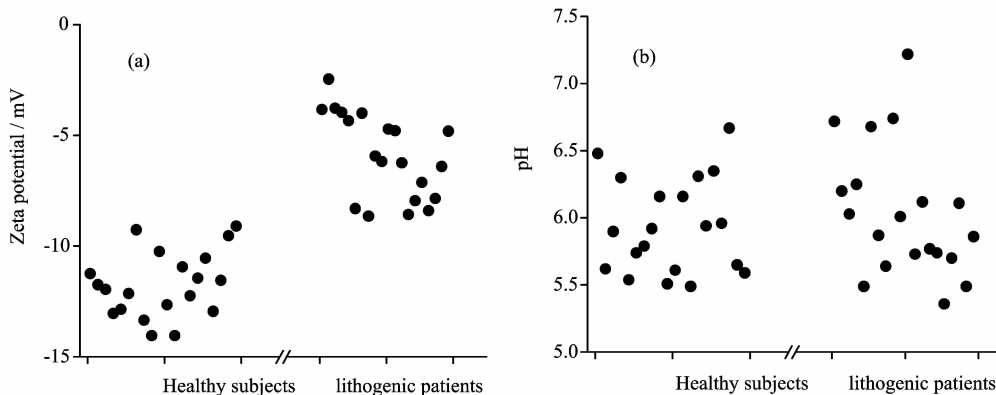 0
-5
-10
-15
Zeta potential / mV
(a)
Healthy subjects
lithogenic patients
7.5
7.0
6.5
6.0
5.5
5.0
pH
(b)
Healthy subjects
lithogenic patients